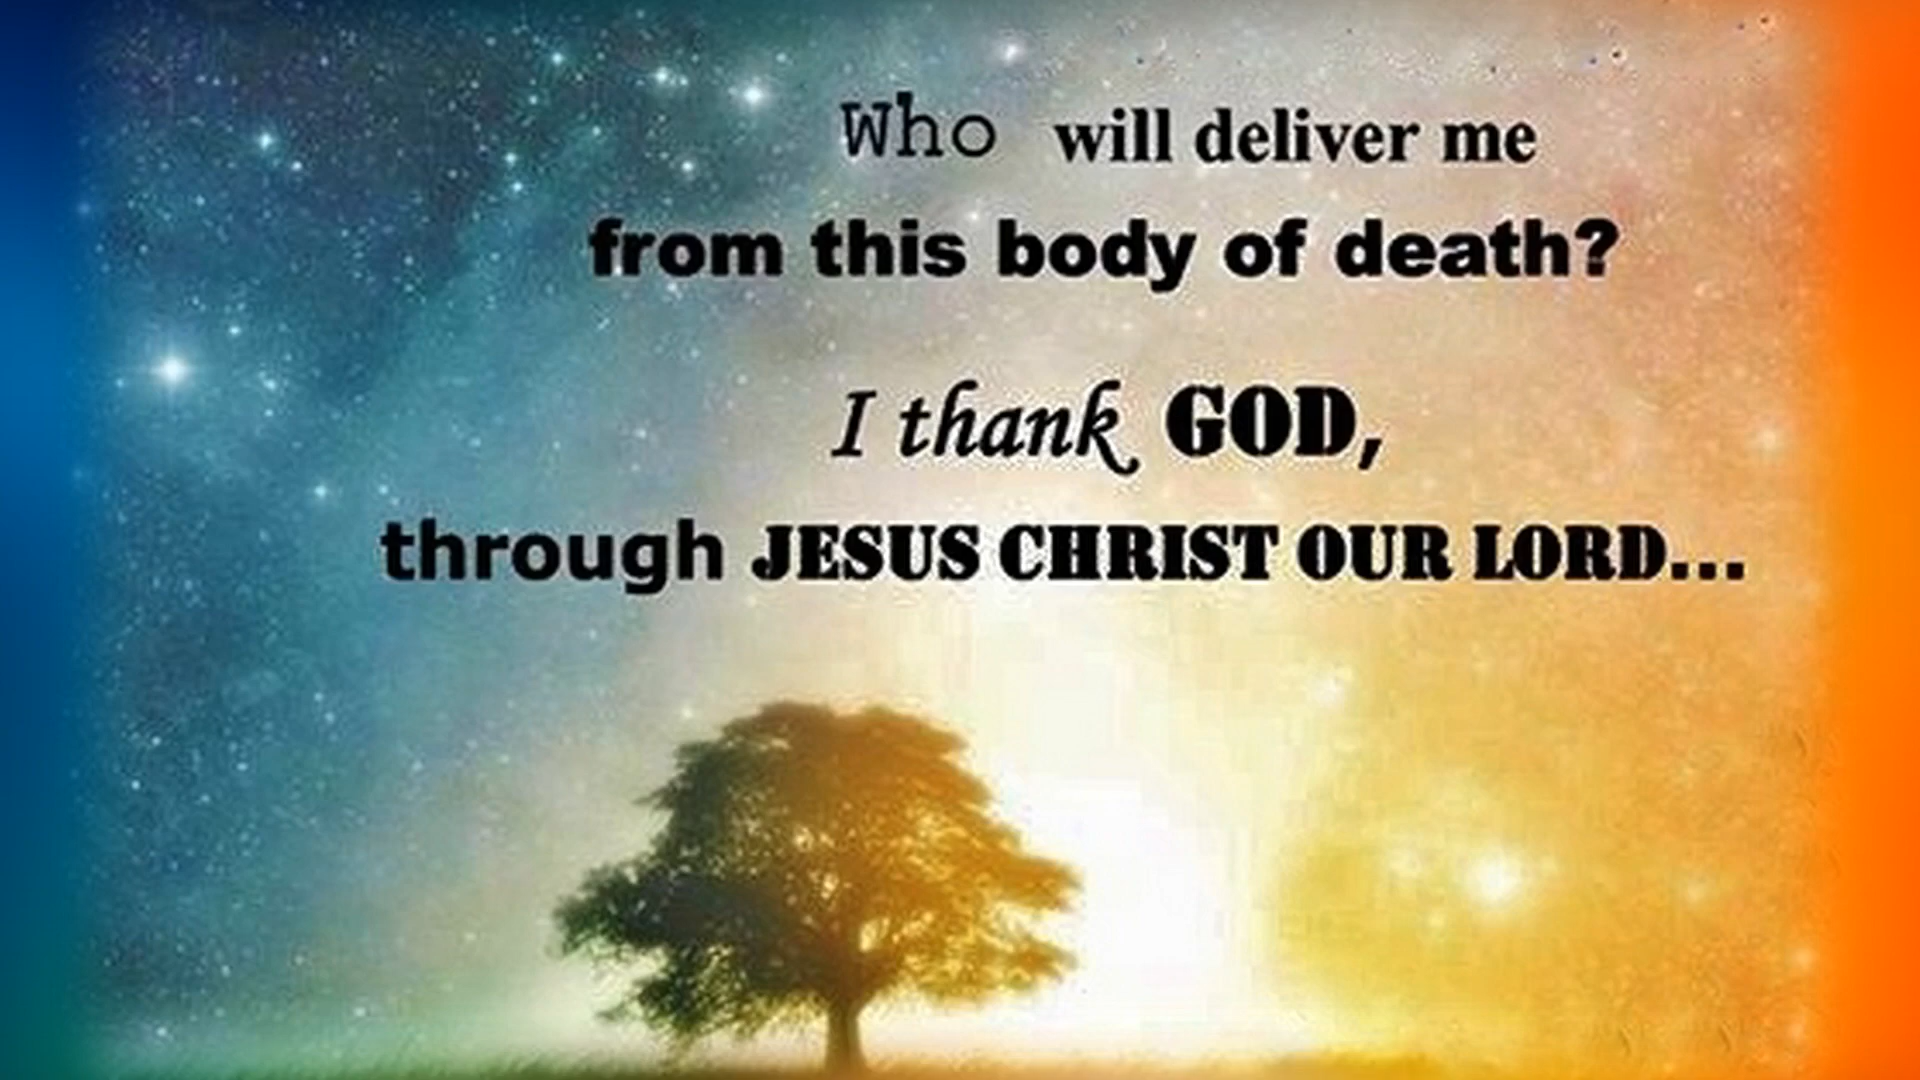 Who will deliver me
from this body of death?
I thank GOD,
through JESUS CHRIST OUR LORD...